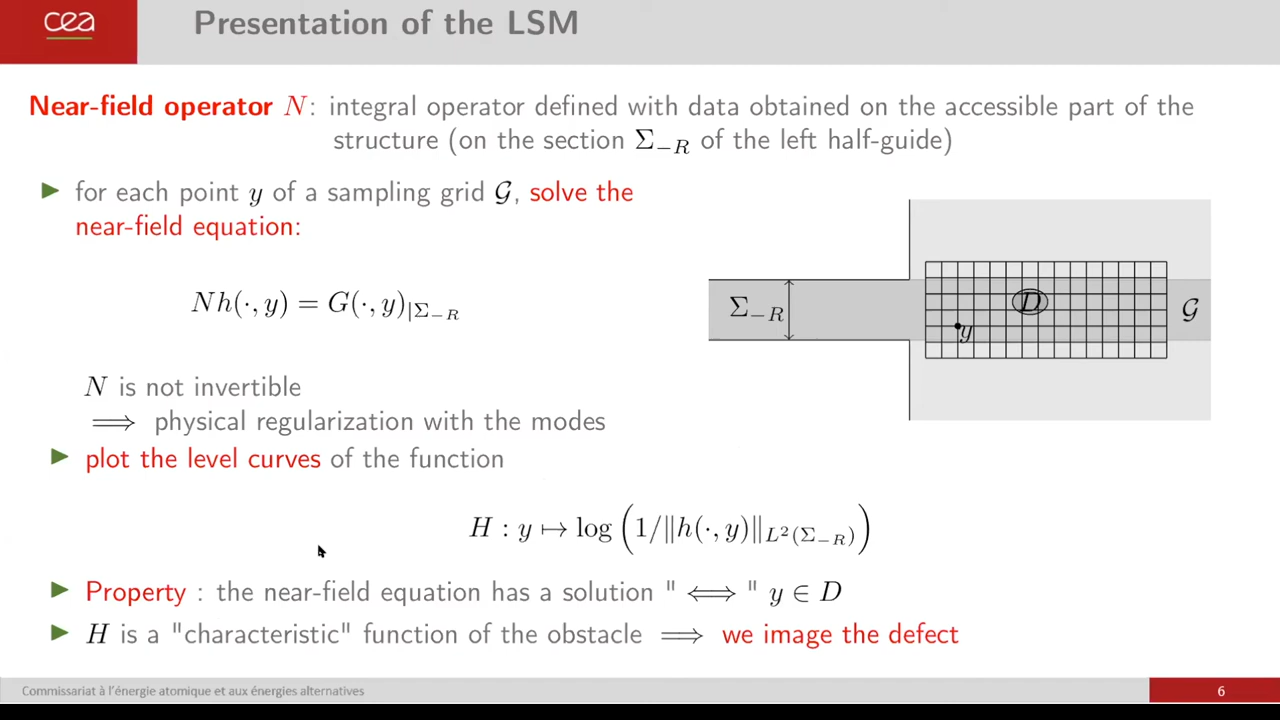 cea
Presentation of the LSM
Near-field operator N: integral operator defined with data obtained on the accessible part of the
structure (on the section Σ₋R of the left half-guide)
▶ for each point y of a sampling grid 𝒢, solve the
near-field equation:
Nh(·, y) = G(·, y)|Σ₋R
Σ₋R
D
y
𝒢
N is not invertible
⟹ physical regularization with the modes
▶ plot the level curves of the function
H : y ↦ log (1/‖h(·, y)‖L²(Σ₋R))
▶ Property : the near-field equation has a solution " ⟺ " y ∈ D
▶ H is a "characteristic" function of the obstacle ⟹ we image the defect
Commissariat à l'énergie atomique et aux énergies alternatives
6